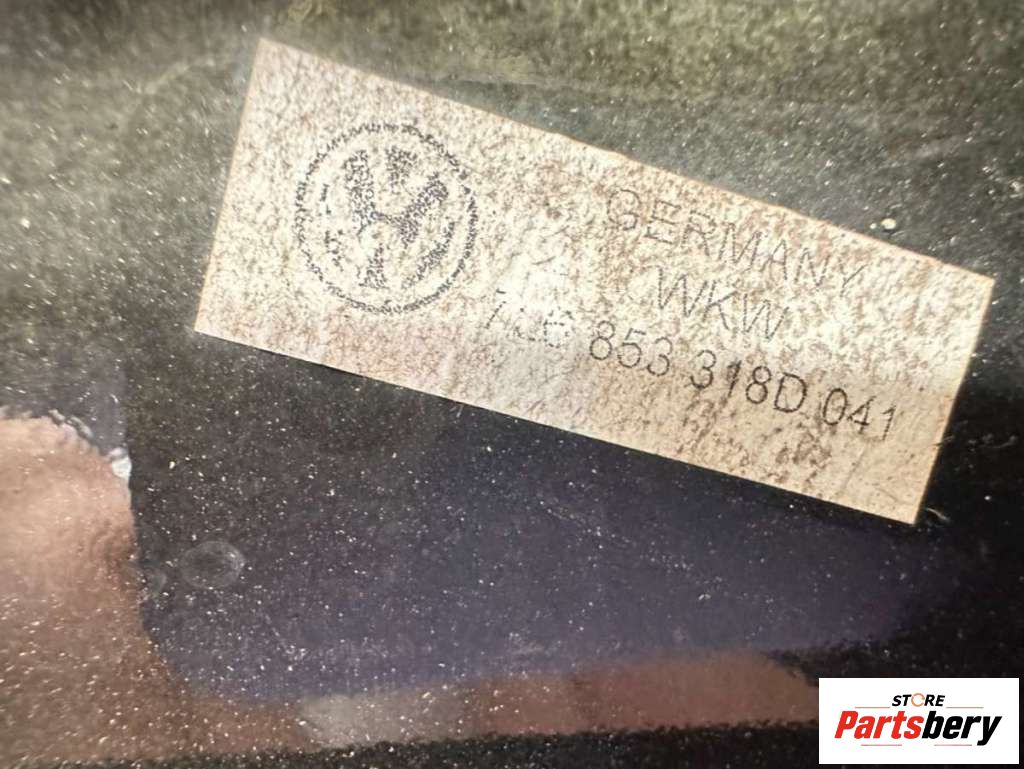 GERMANY
WKW
853 318D 041
STORE
Partsbery